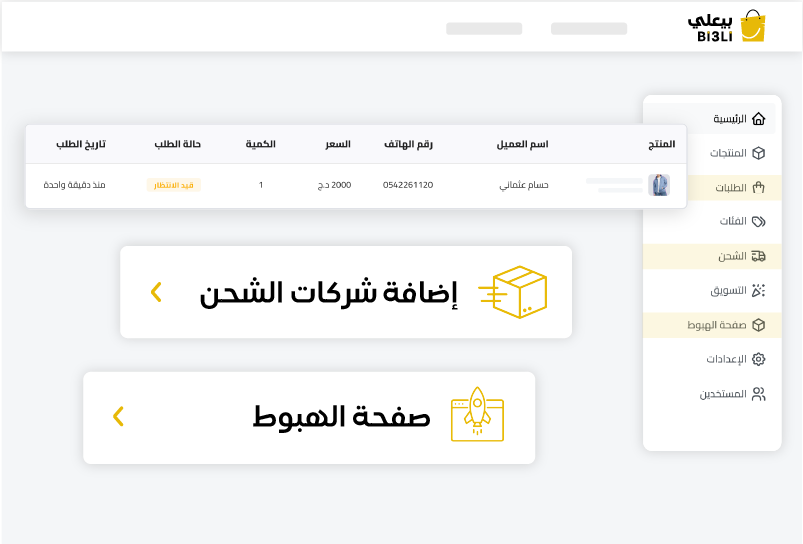 بيعلي
BI3LI
الرئيسية
المنتجات
الطلبات
الفئات
الشحن
التسويق
صفحة الهبوط
الإعدادات
المستخدين
المنتج اسم العميل رقم الهاتف السعر الكمية حالة الطلب تاريخ الطلب
حسام عثماني 0542261120 2000 د.ج 1 قيد الانتظار منذ دقيقة واحدة
إضافة شركات الشحن
صفحة الهبوط